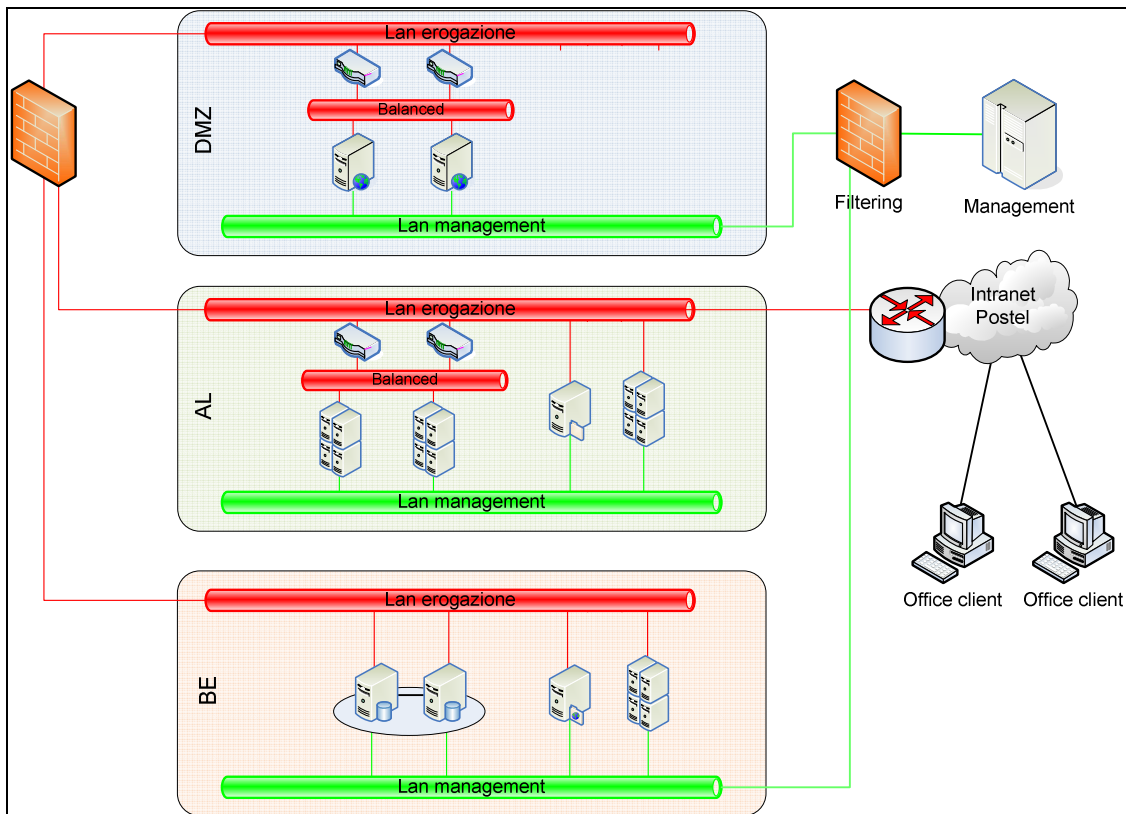 Lan erogazione
Balanced
DMZ
Lan management
Filtering
Management
Lan erogazione
Intranet
Postel
Balanced
AL
Lan management
Office client
Office client
Lan erogazione
BE
Lan management